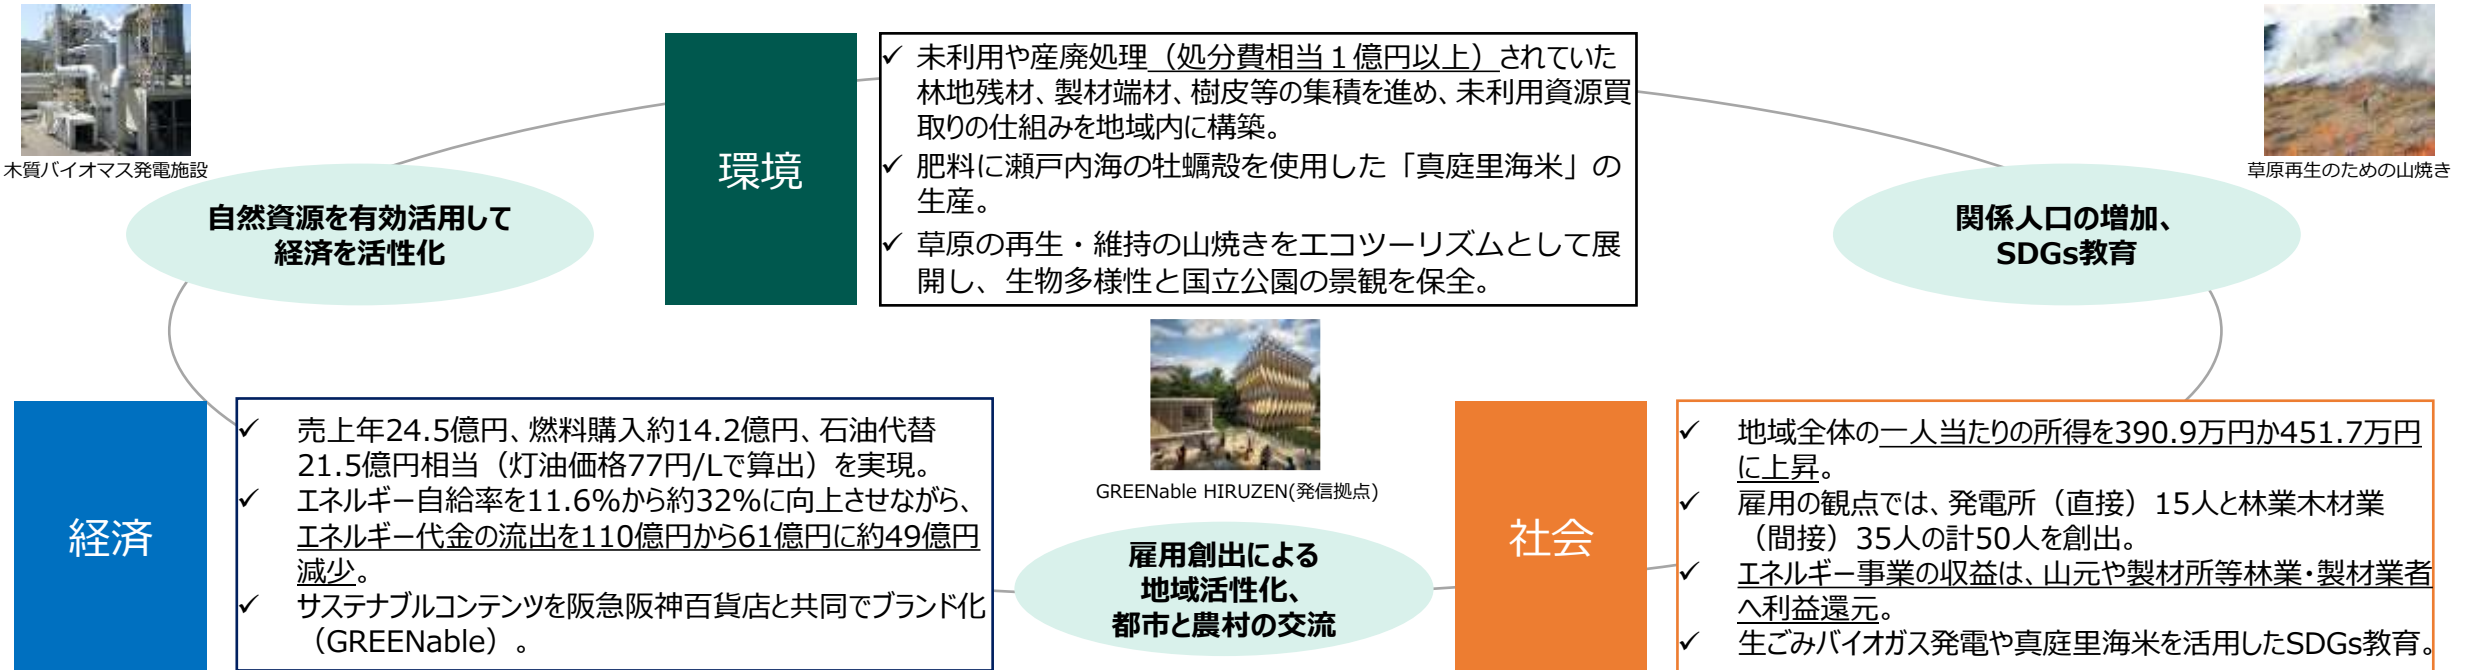 木質バイオマス発電施設
自然資源を有効活用して
経済を活性化
環境
✓ 未利用や産廃処理（処分費相当１億円以上）されていた
林地残材、製材端材、樹皮等の集積を進め、未利用資源買
取りの仕組みを地域内に構築。
✓ 肥料に瀬戸内海の牡蠣殻を使用した「真庭里海米」の
生産。
✓ 草原の再生・維持の山焼きをエコツーリズムとして展
開し、生物多様性と国立公園の景観を保全。
草原再生のための山焼き
関係人口の増加、
SDGs教育
経済
✓ 売上年24.5億円、燃料購入約14.2億円、石油代替
21.5億円相当（灯油価格77円/Lで算出）を実現。
✓ エネルギー自給率を11.6%から約32%に向上させながら、
エネルギー代金の流出を110億円から61億円に約49億円
減少。
✓ サステナブルコンテンツを阪急阪神百貨店と共同でブランド化
（GREENable）。
GREENable HIRUZEN(発信拠点)
雇用創出による
地域活性化、
都市と農村の交流
社会
✓ 地域全体の一人当たりの所得を390.9万円か451.7万円
に上昇。
✓ 雇用の観点では、発電所（直接）15人と林業木材業
（間接）35人の計50人を創出。
✓ エネルギー事業の収益は、山元や製材所等林業・製材業者
へ利益還元。
✓ 生ごみバイオガス発電や真庭里海米を活用したSDGs教育。